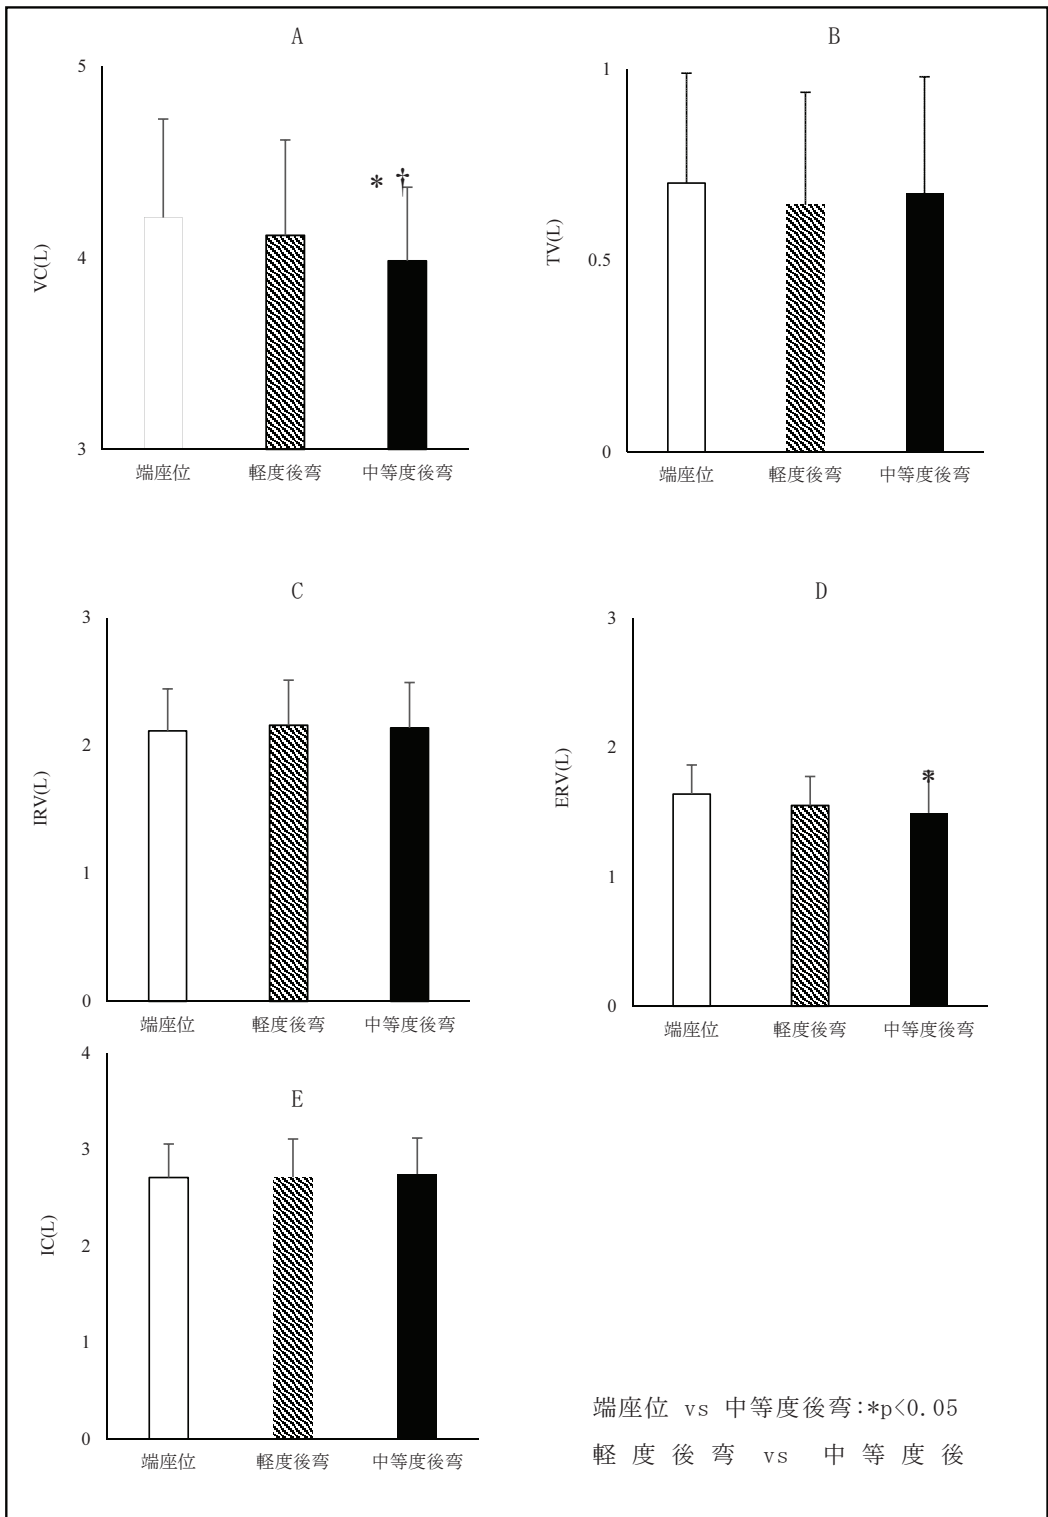 A
5
4
3
VC(L)
* †
端座位 軽度後弯 中等度後弯
B
1
0.5
0
TV(L)
端座位 軽度後弯 中等度後弯
C
3
2
1
0
IRV(L)
端座位 軽度後弯 中等度後弯
D
3
2
1
0
ERV(L)
*
端座位 軽度後弯 中等度後弯
E
4
3
2
1
0
IC(L)
端座位 軽度後弯 中等度後弯
端座位 vs 中等度後弯:*p<0.05
軽度後弯 vs 中等度後